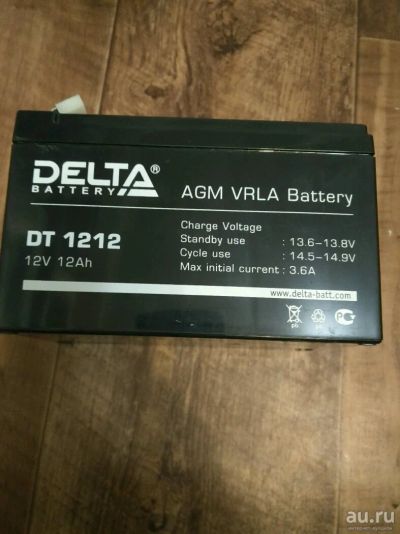 DELTA®
BATTERY
AGM VRLA Battery
DT 1212
12V 12Ah
Charge Voltage
Standby use : 13.6–13.8V
Cycle use : 14.5–14.9V
Max initial current : 3.6A
www.delta-batt.com
Pb
au.ru